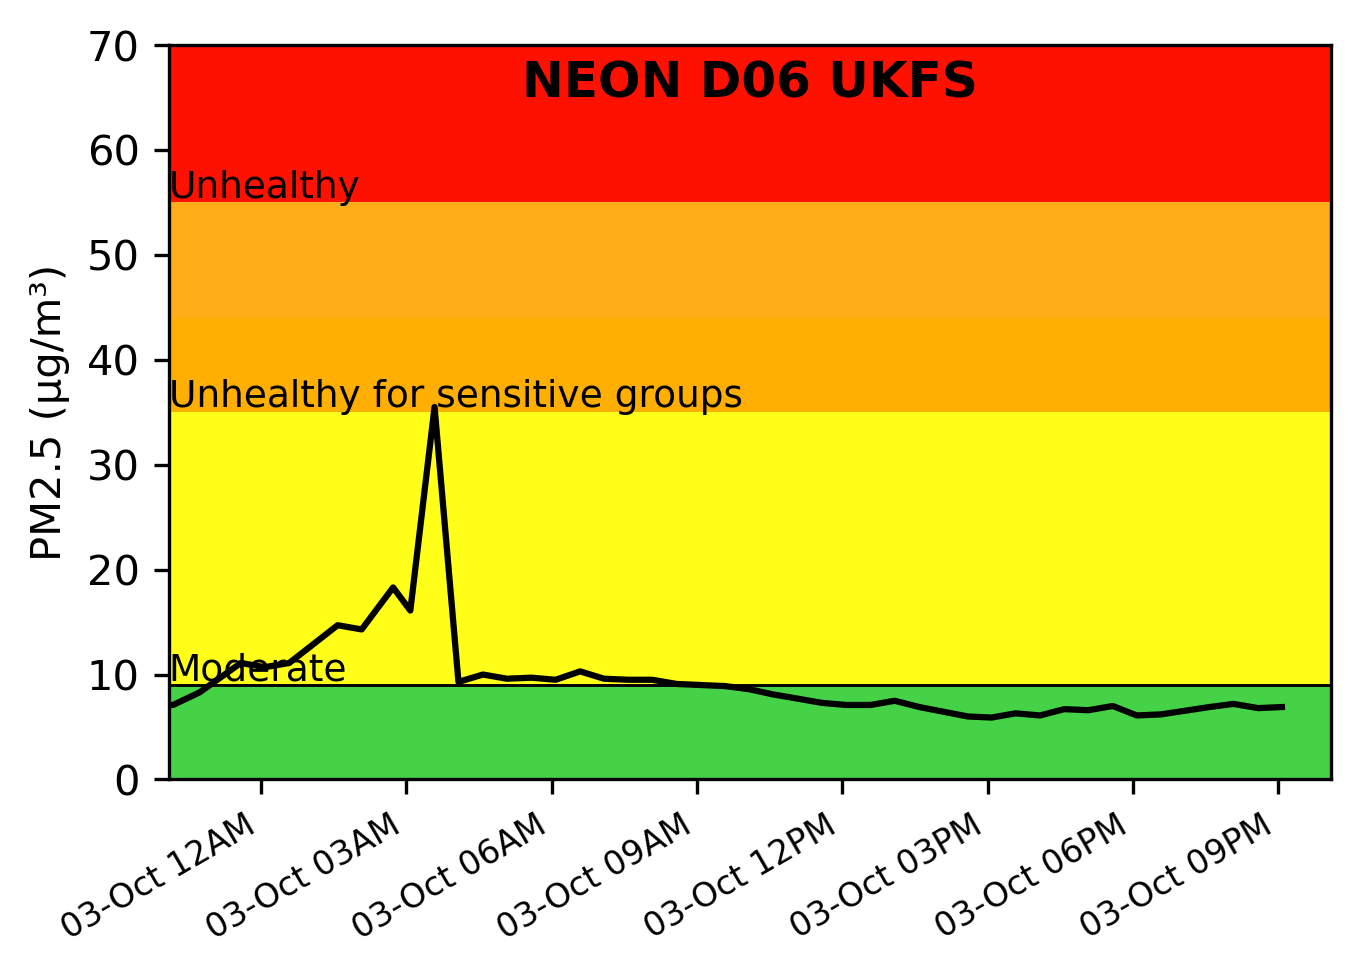 NEON D06 UKFS
PM2.5 (µg/m³)
70
60
50
40
30
20
10
0
Unhealthy
Unhealthy for sensitive groups
Moderate
03-Oct 12AM
03-Oct 03AM
03-Oct 06AM
03-Oct 09AM
03-Oct 12PM
03-Oct 03PM
03-Oct 06PM
03-Oct 09PM